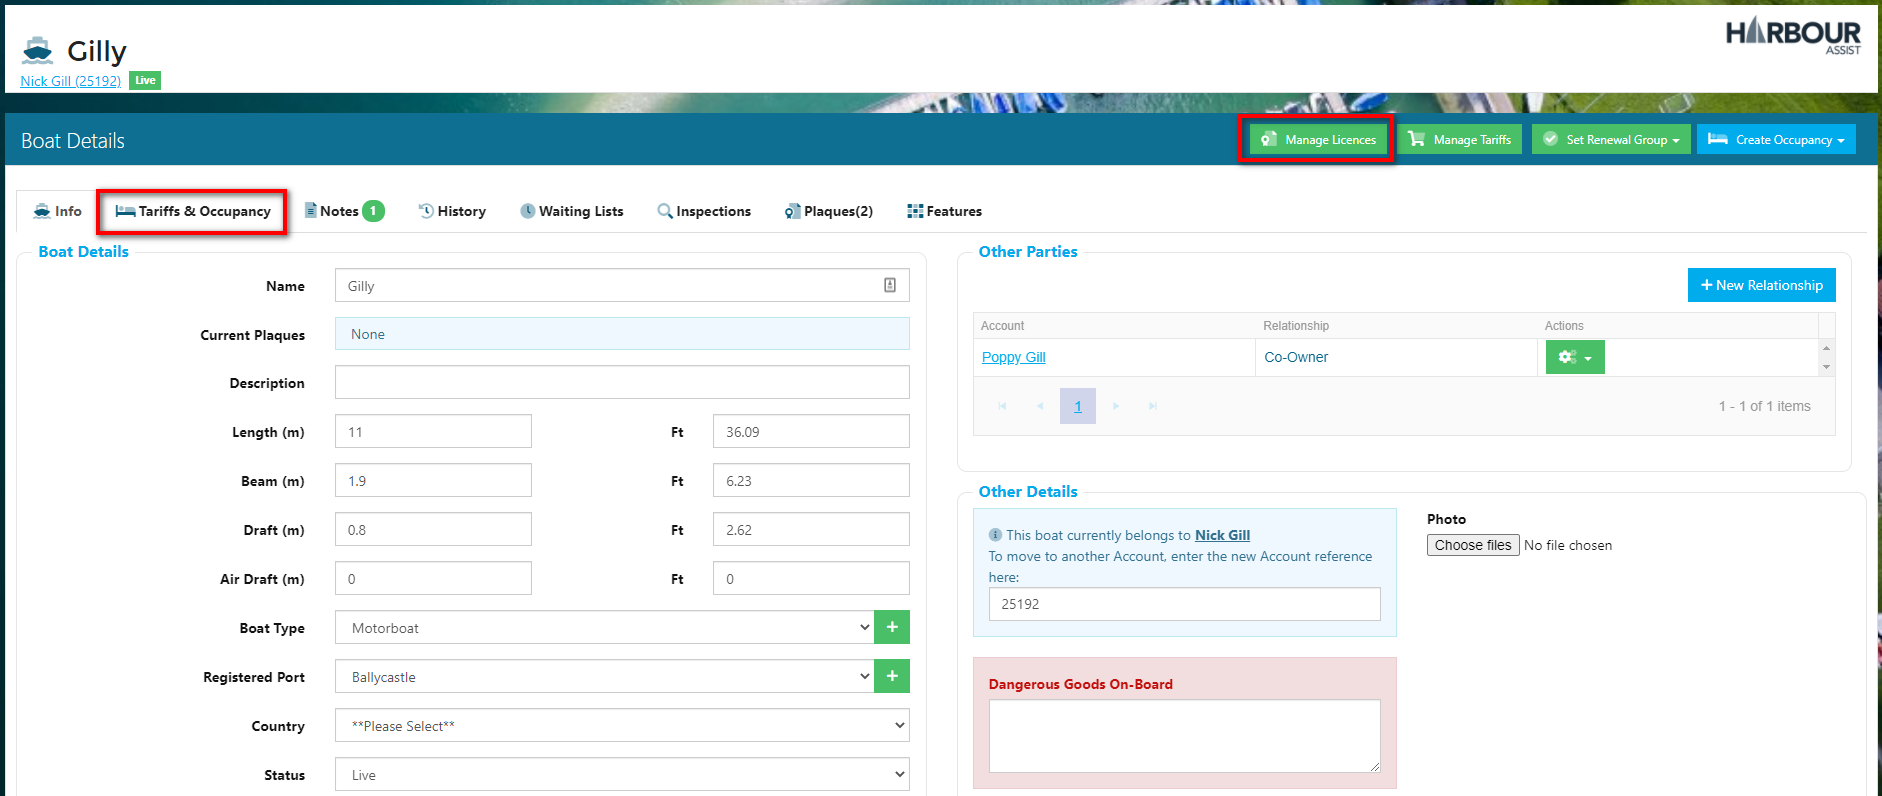 Gilly
HARBOUR
ASSIST
Nick Gill (25192) Live
Boat Details
Manage Licences
Manage Tariffs
Set Renewal Group
Create Occupancy
Info
Tariffs & Occupancy
Notes 1
History
Waiting Lists
Inspections
Plaques(2)
Features
Boat Details
Name Gilly
Current Plaques None
Description
Length (m) 11 Ft 36.09
Beam (m) 1.9 Ft 6.23
Draft (m) 0.8 Ft 2.62
Air Draft (m) 0 Ft 0
Boat Type Motorboat +
Registered Port Ballycastle +
Country **Please Select**
Status Live
Other Parties
+ New Relationship
Account Relationship Actions
Poppy Gill Co-Owner
1 1 - 1 of 1 items
Other Details
This boat currently belongs to Nick Gill
To move to another Account, enter the new Account reference
here:
25192
Photo
Choose files No file chosen
Dangerous Goods On-Board